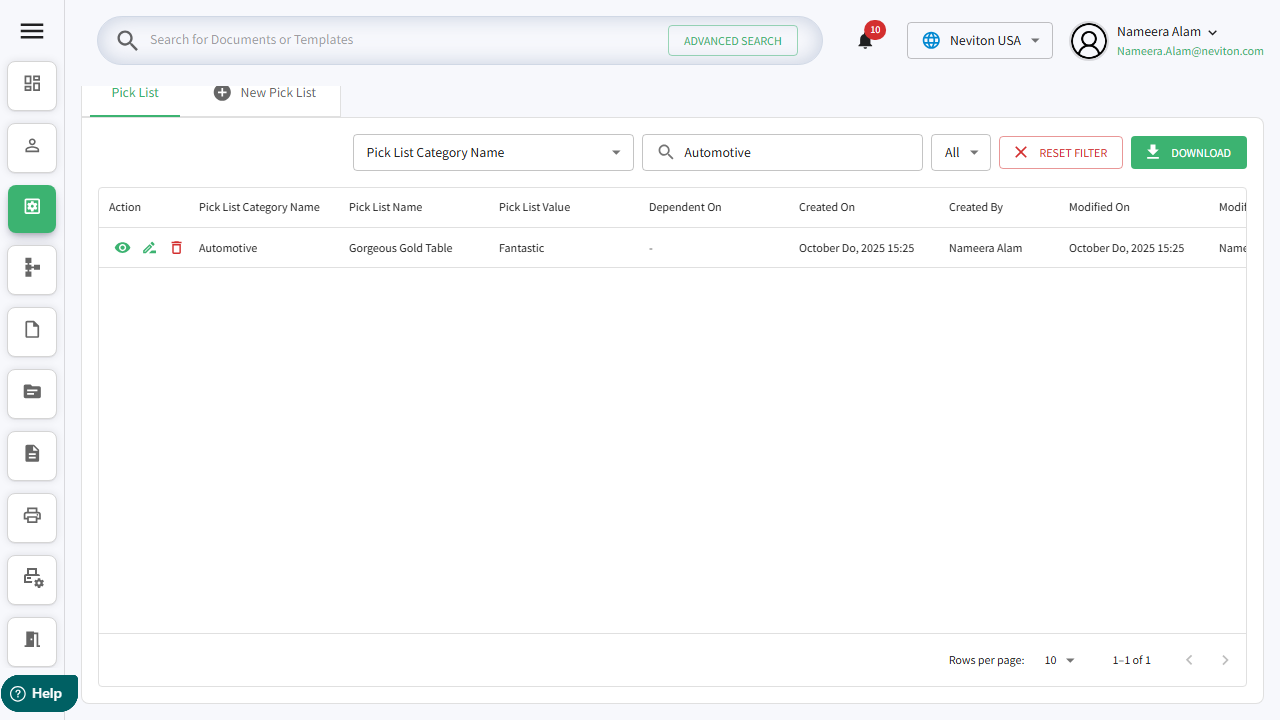 Search for Documents or Templates
ADVANCED SEARCH
10
Neviton USA
Nameera Alam
Nameera.Alam@neviton.com
Pick List
New Pick List
Pick List Category Name
Automotive
All
RESET FILTER
DOWNLOAD
Action Pick List Category Name Pick List Name Pick List Value Dependent On Created On Created By Modified On Modif
Automotive Gorgeous Gold Table Fantastic - October Do, 2025 15:25 Nameera Alam October Do, 2025 15:25 Name
Rows per page: 10 1–1 of 1
Help